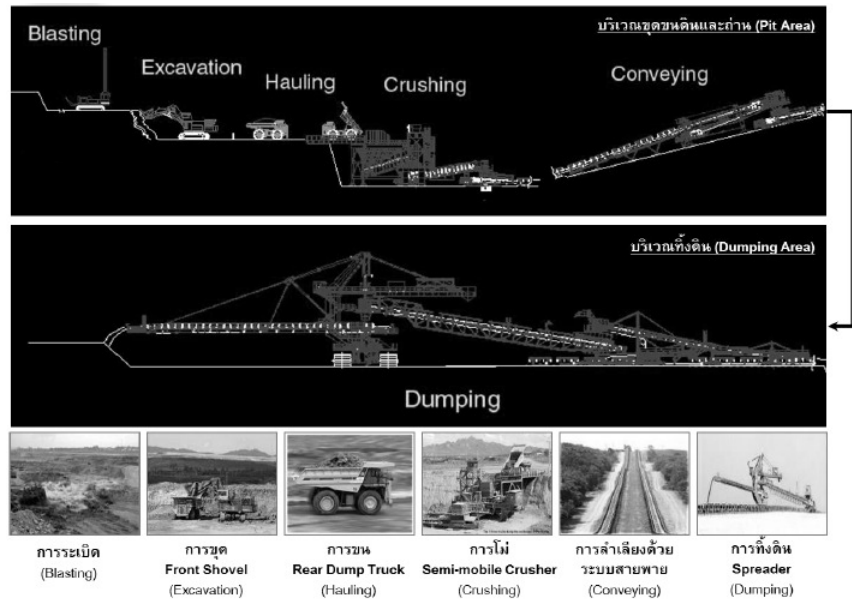 บริเวณขุดขนดินและถ่าน (Pit Area)
Blasting
Excavation
Hauling
Crushing
Conveying
บริเวณทิ้งดิน (Dumping Area)
Dumping
การระเบิด
(Blasting)
การขุด
Front Shovel
(Excavation)
การขน
Rear Dump Truck
(Hauling)
การโม่
Semi-mobile Crusher
(Crushing)
การลำเลียงด้วย
ระบบสายพาย
(Conveying)
การทิ้งดิน
Spreader
(Dumping)